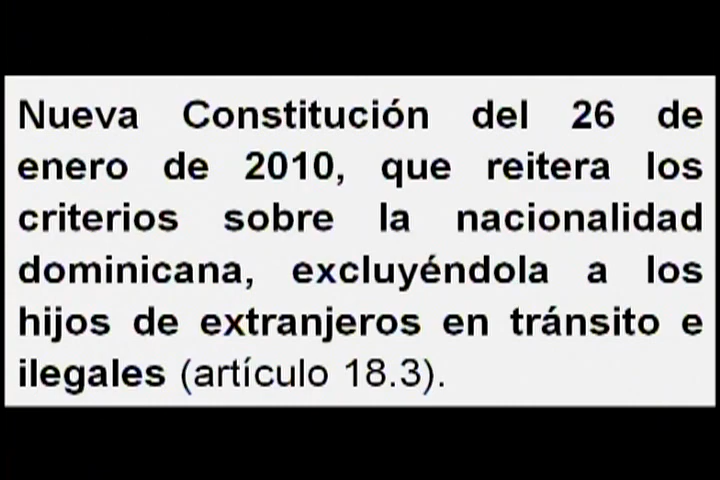 Nueva Constitución del 26 de
enero de 2010, que reitera los
criterios sobre la nacionalidad
dominicana, excluyéndola a los
hijos de extranjeros en tránsito e
ilegales (artículo 18.3).